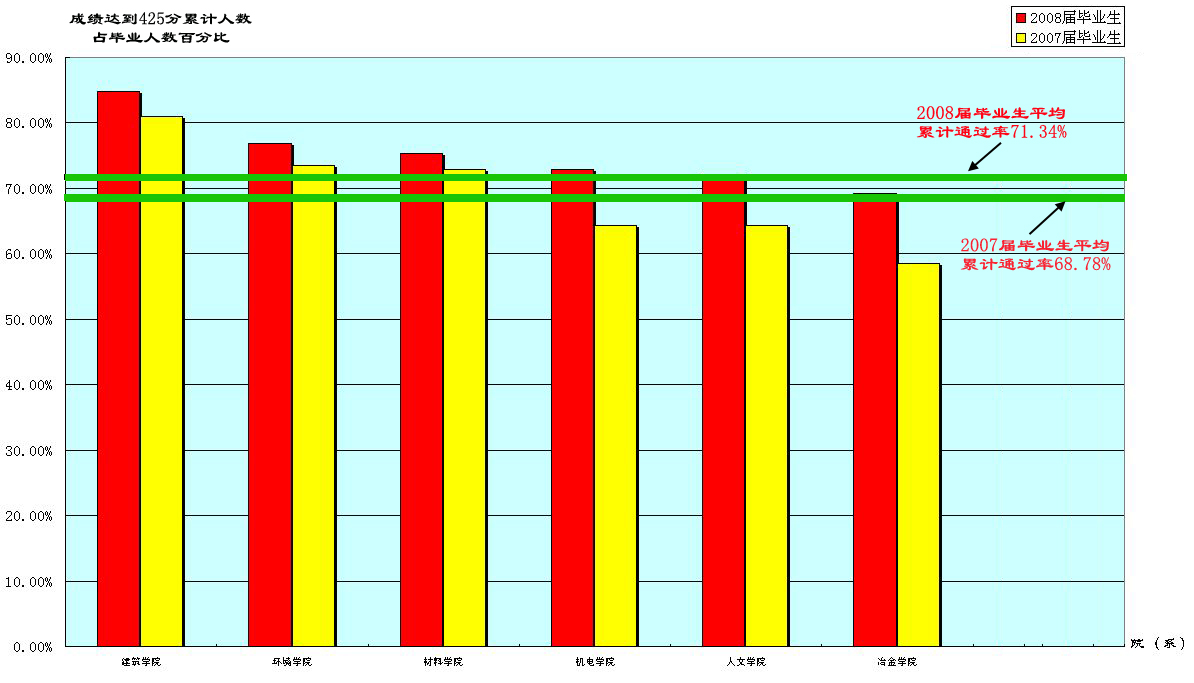 成绩达到425分累计人数
占毕业人数百分比
2008届毕业生
2007届毕业生
90.00%
80.00%
70.00%
60.00%
50.00%
40.00%
30.00%
20.00%
10.00%
0.00%
2008届毕业生平均
累计通过率71.34%
2007届毕业生平均
累计通过率68.78%
建筑学院
环境学院
材料学院
机电学院
人文学院
冶金学院
院（系）